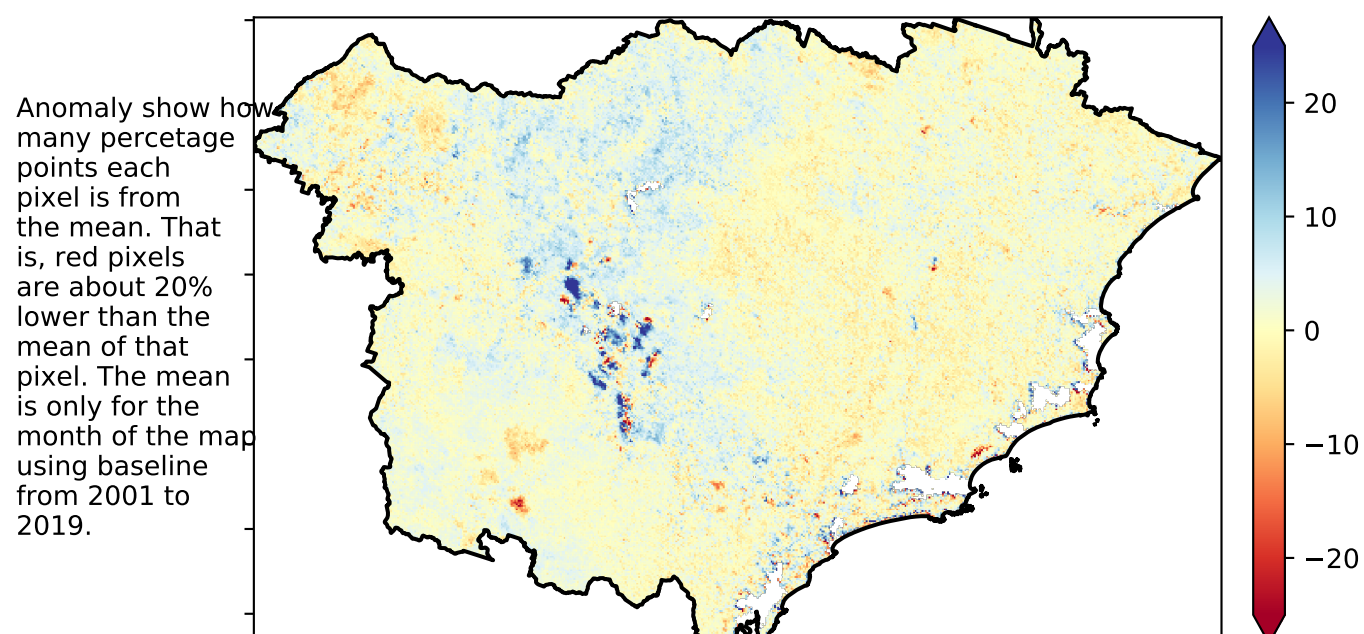 Anomaly show how
many percetage
points each
pixel is from
the mean. That
is, red pixels
are about 20%
lower than the
mean of that
pixel. The mean
is only for the
month of the map
using baseline
from 2001 to
2019.
20
10
0
−10
−20